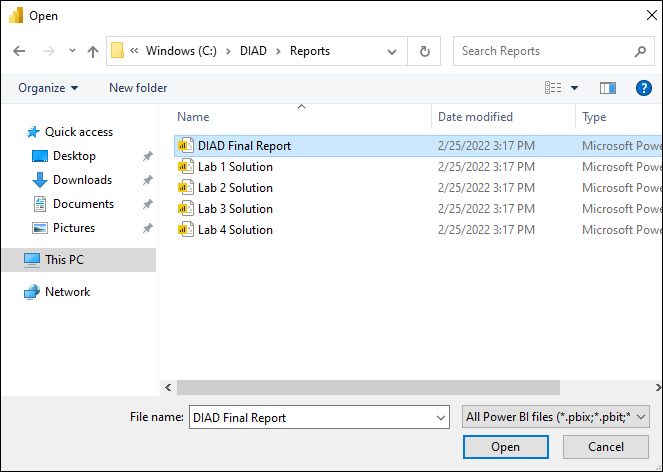 Open
« Windows (C:) > DIAD > Reports
Search Reports
Organize
New folder
?
Name
Date modified
Type
Quick access
Desktop
Downloads
Documents
Pictures
This PC
Network
DIAD Final Report 2/25/2022 3:17 PM Microsoft Powe
Lab 1 Solution 2/25/2022 3:17 PM Microsoft Powe
Lab 2 Solution 2/25/2022 3:17 PM Microsoft Powe
Lab 3 Solution 2/25/2022 3:17 PM Microsoft Powe
Lab 4 Solution 2/25/2022 3:17 PM Microsoft Powe
File name: DIAD Final Report
All Power BI files (*.pbix;*.pbit;*
Open
Cancel